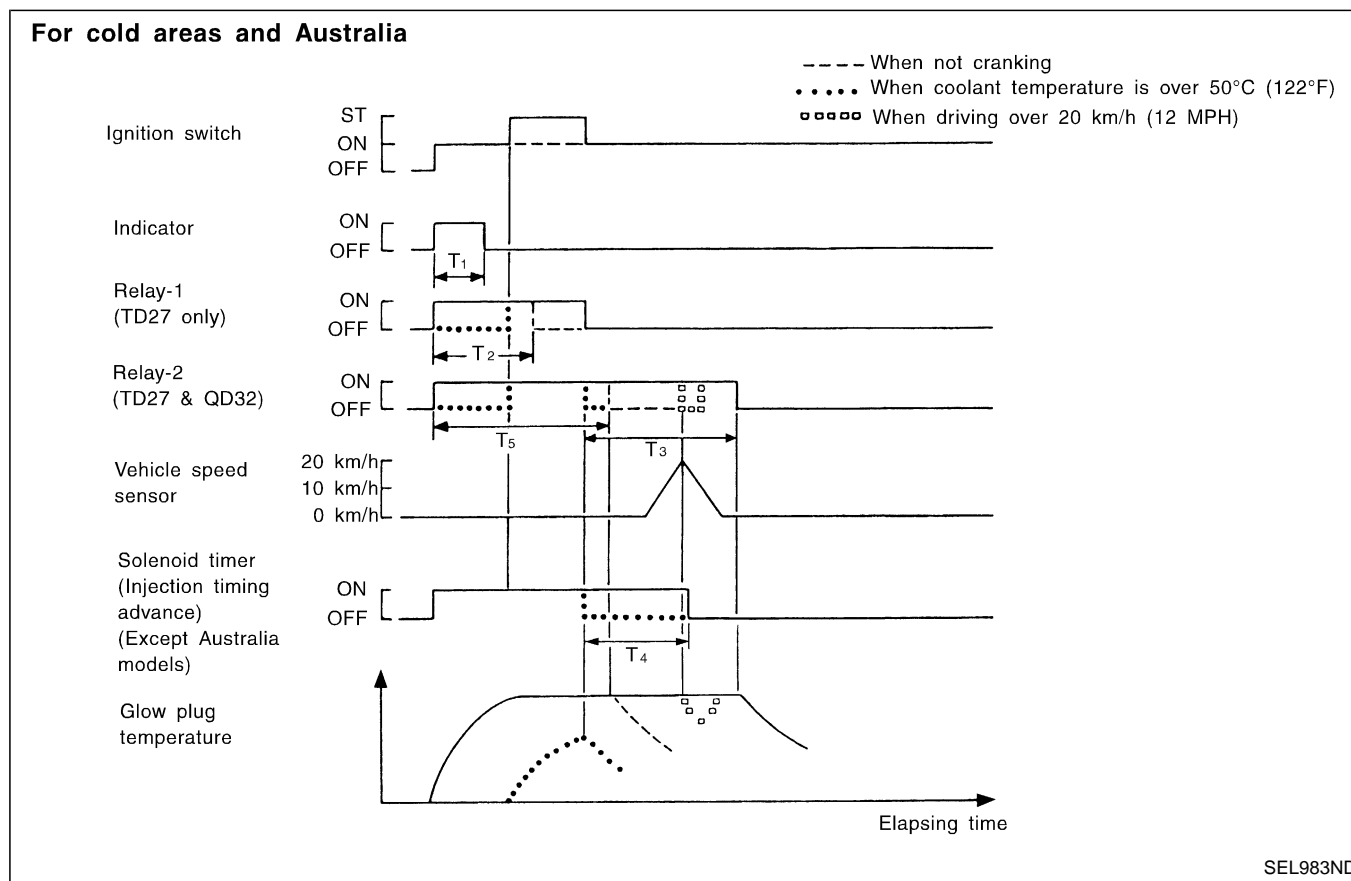 For cold areas and Australia
When not cranking
When coolant temperature is over 50°C (122°F)
When driving over 20 km/h (12 MPH)
Ignition switch
ST
ON
OFF
Indicator
ON
OFF
T1
Relay-1
(TD27 only)
ON
OFF
T2
Relay-2
(TD27 & QD32)
ON
OFF
T5
T3
Vehicle speed
sensor
20 km/h
10 km/h
0 km/h
Solenoid timer
(Injection timing
advance)
(Except Australia
models)
ON
OFF
T4
Glow plug
temperature
Elapsing time
SEL983ND